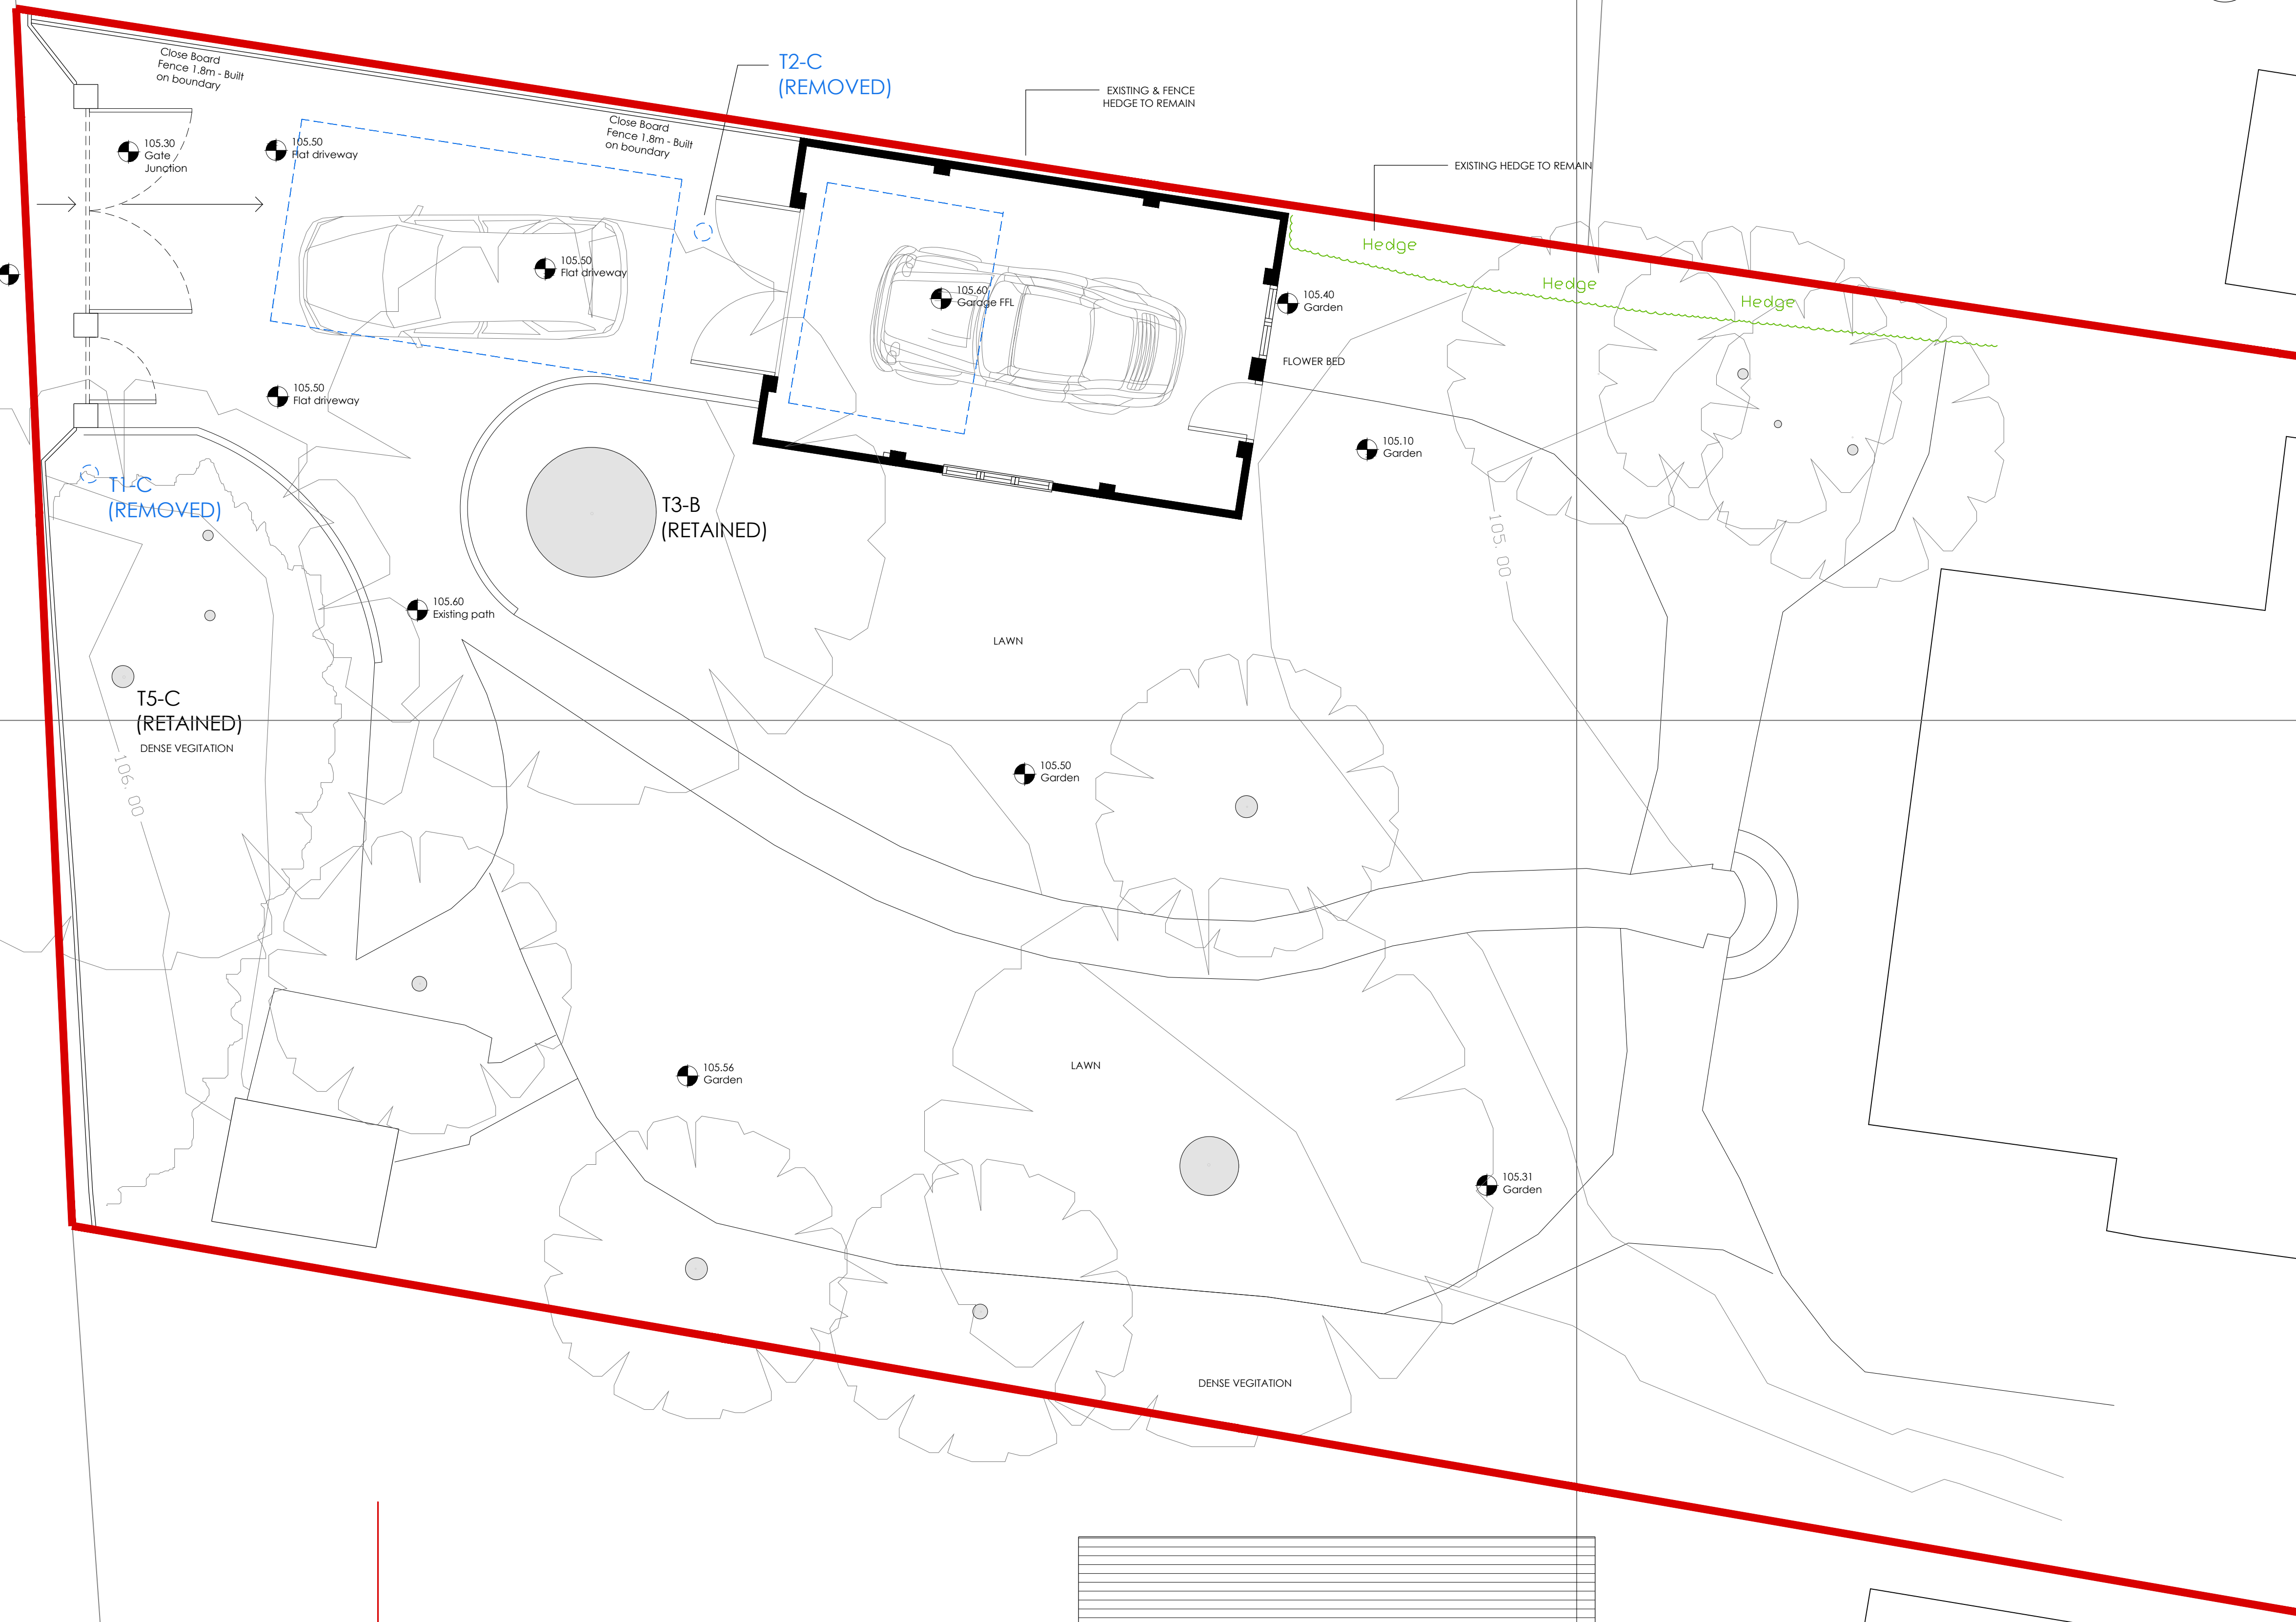 Close Board
Fence 1.8m - Built
on boundary
T2-C
(REMOVED)
EXISTING & FENCE
HEDGE TO REMAIN
Close Board
Fence 1.8m - Built
on boundary
105.30
Gate
Junction
105.50
Flat driveway
EXISTING HEDGE TO REMAIN
Hedge
Hedge
Hedge
105.50
Flat driveway
105.60
Garage FFL
105.40
Garden
FLOWER BED
105.50
Flat driveway
105.10
Garden
T1-C
(REMOVED)
T3-B
(RETAINED)
105.00
105.60
Existing path
LAWN
T5-C
(RETAINED)
DENSE VEGITATION
106.00
105.50
Garden
105.56
Garden
LAWN
105.31
Garden
DENSE VEGITATION